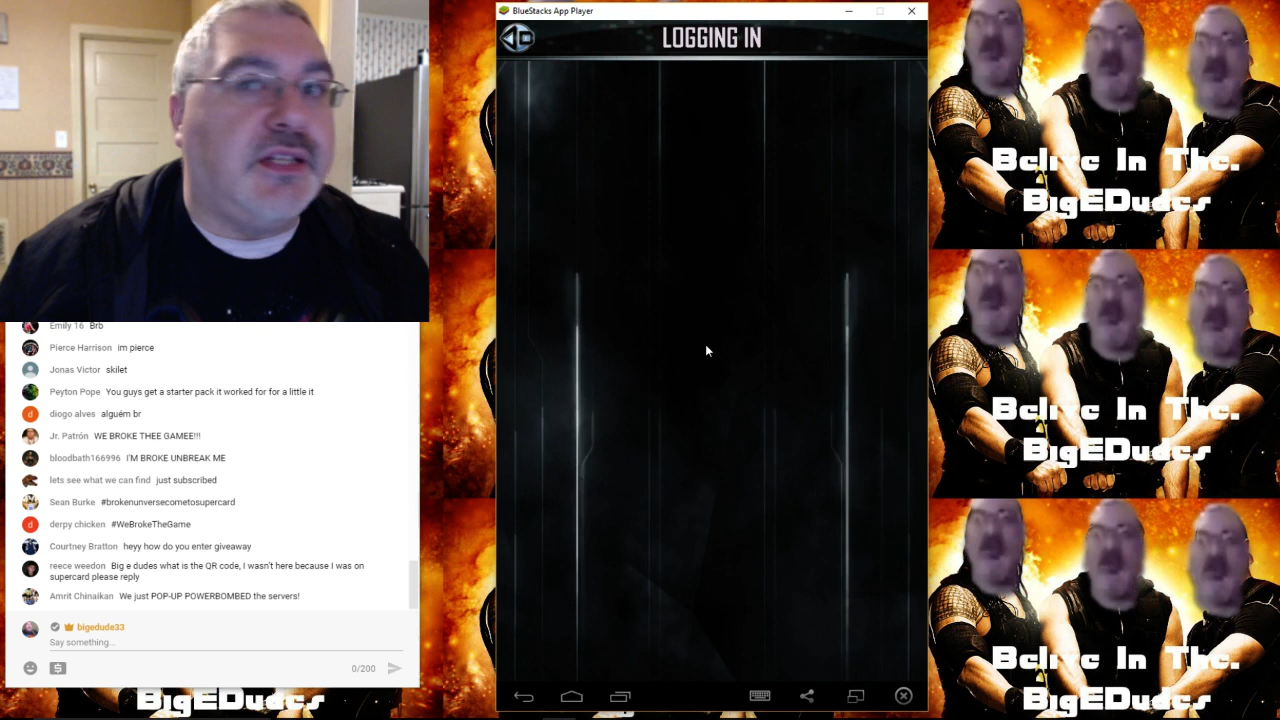 BlueStacks App Player
LOGGING IN
Emily 16 Brb
Pierce Harrison im pierce
Jonas Victor skilet
Peyton Pope You guys get a starter pack it worked for for a little it
d diogo alves alguém br
Jr. Patrón WE BROKE THEE GAMEE!!!
bloodbath166996 I'M BROKE UNBREAK ME
lets see what we can find just subscribed
Sean Burke #brokenunversecometosupercard
d derpy chicken #WeBrokeTheGame
Courtney Bratton heyy how do you enter giveaway
reece weedon Big e dudes what is the QR code, I wasn't here because I was on
supercard please reply
Amrit Chinaikan We just POP-UP POWERBOMBED the servers!
bigedude33
Say something...
0/200
BigEDudes
Belive In The.
BigEDudes
Belive In The.
BigEDudes
Belive In The.
BigEDudes